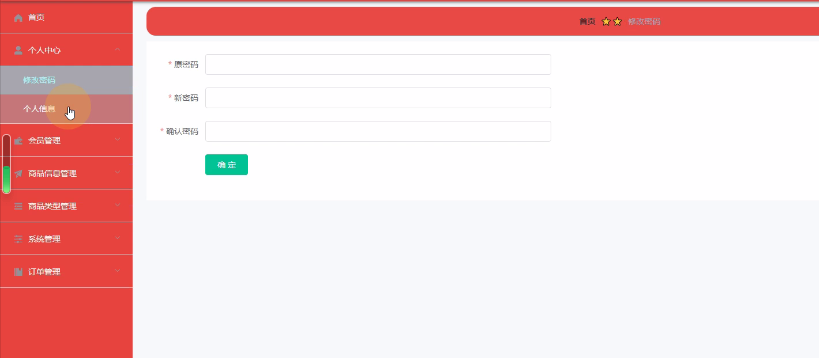 首页
个人中心
修改密码
个人信息
会员管理
商品信息管理
商品类型管理
系统管理
订单管理
首页 修改密码
* 原密码
* 新密码
* 确认密码
确定